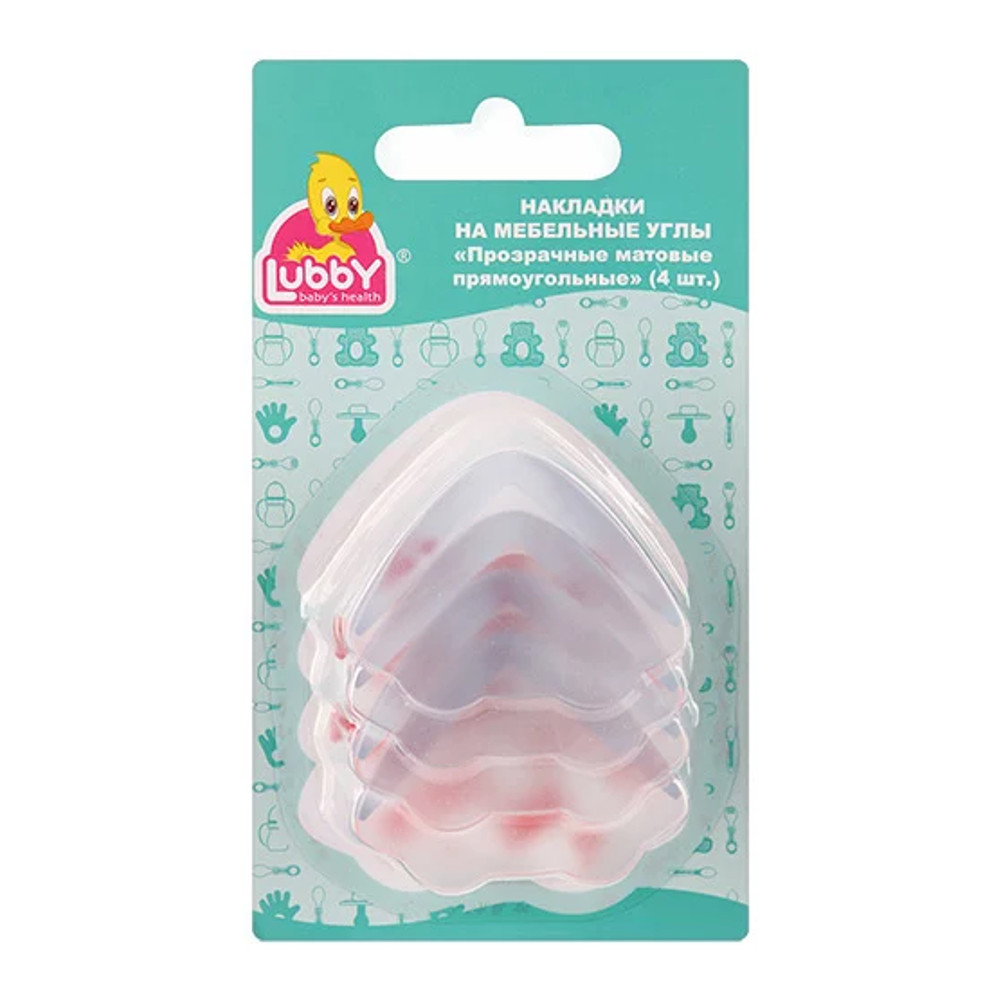 НАКЛАДКИ
НА МЕБЕЛЬНЫЕ УГЛЫ
«Прозрачные матовые
прямоугольные» (4 шт.)
LubbY ®
baby's health